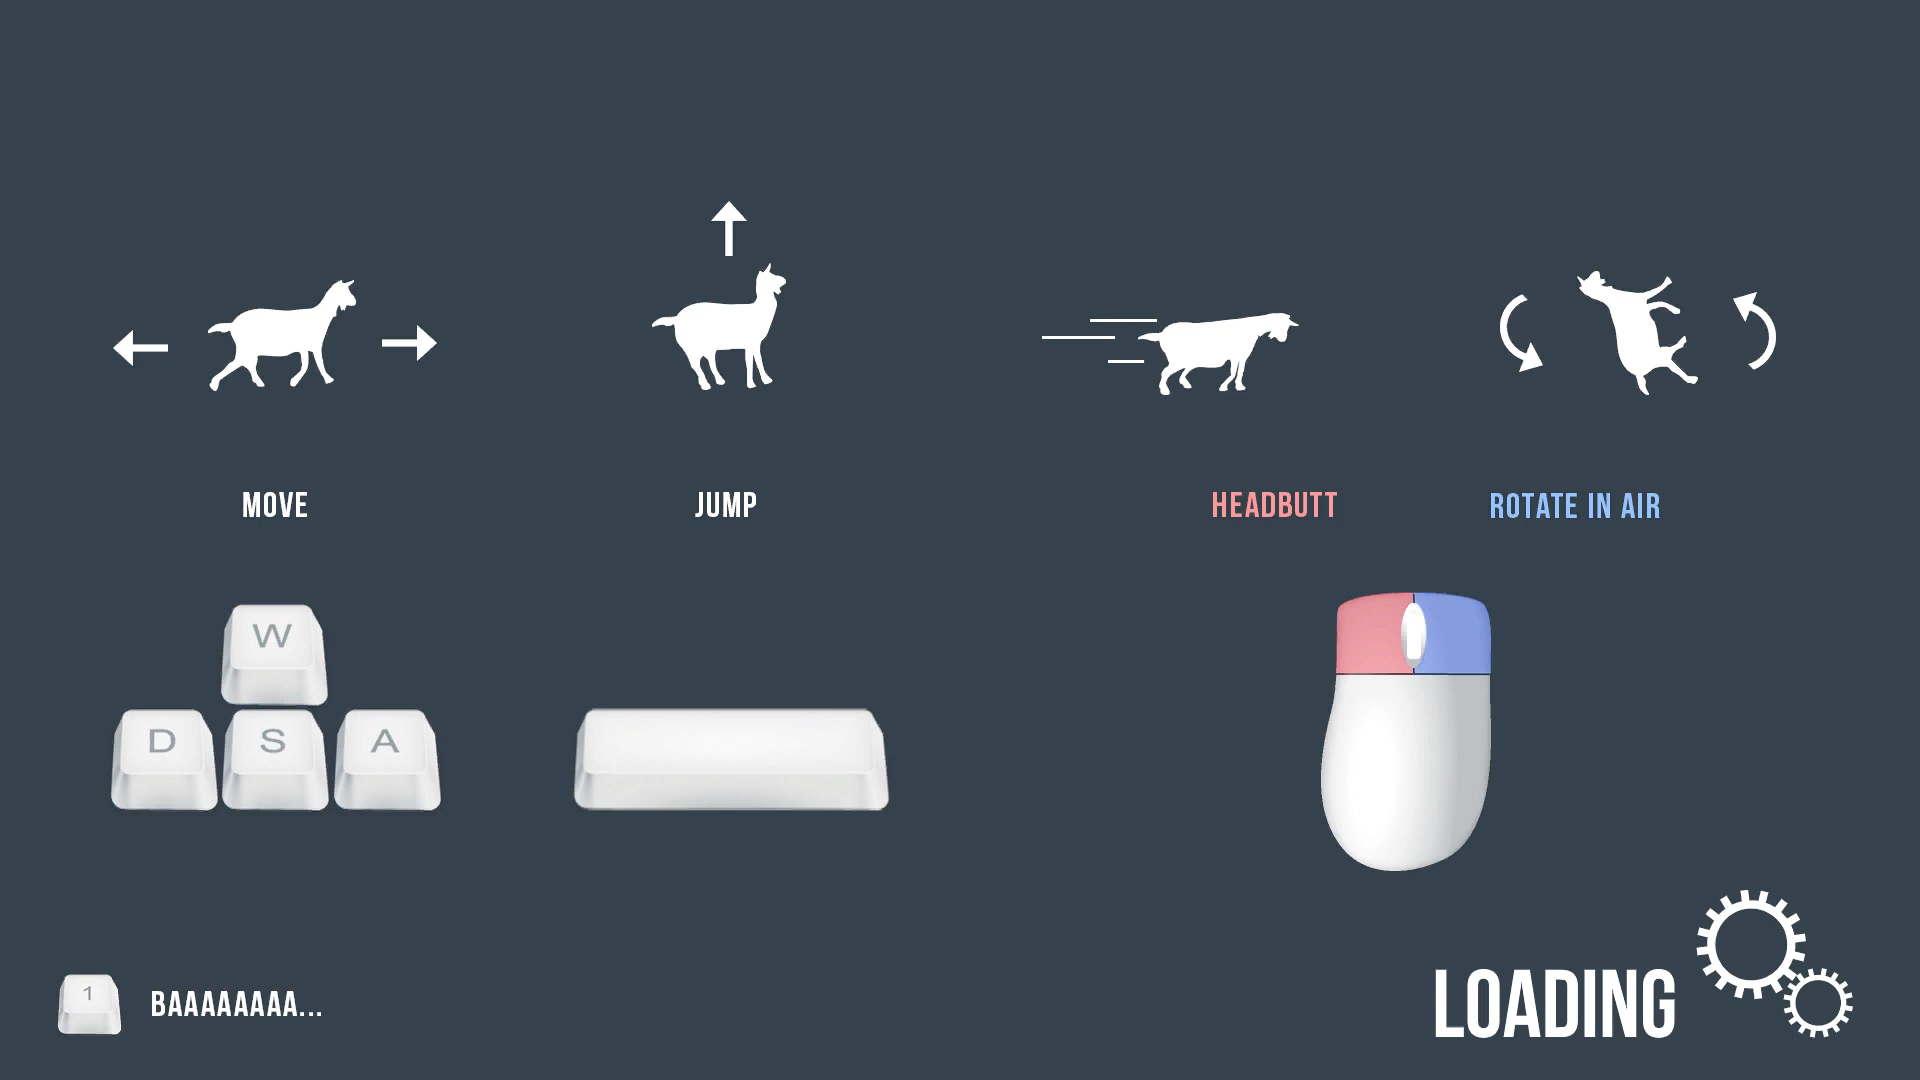 MOVE
JUMP
HEADBUTT
ROTATE IN AIR
W
D S A
1 BAAAAAAAA...
LOADING